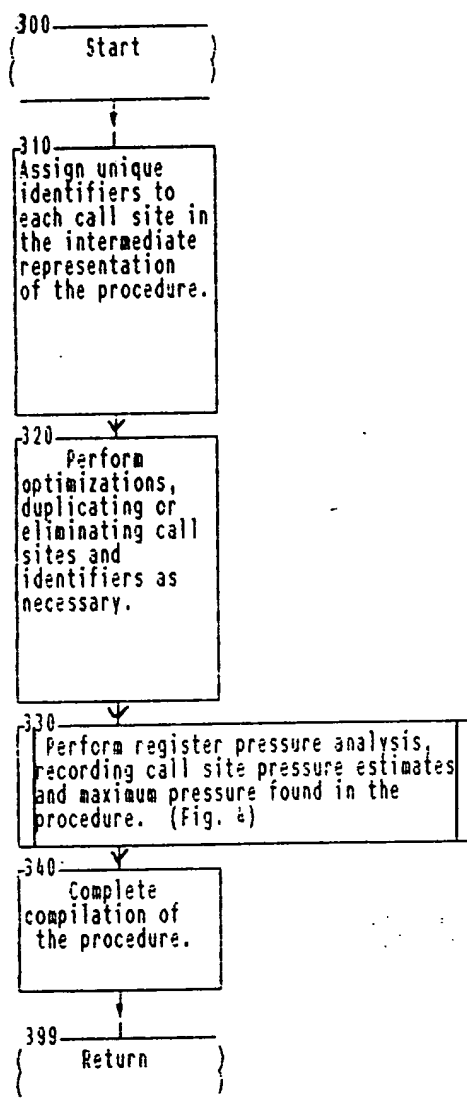 300
Start
310
Assign unique
identifiers to
each call site in
the intermediate
representation
of the procedure.
320
Perform
optimizations,
duplicating or
eliminating call
sites and
identifiers as
necessary.
330
Perform register pressure analysis,
recording call site pressure estimates
and maximum pressure found in the
procedure. (Fig. 4)
340
Complete
compilation of
the procedure.
399
Return